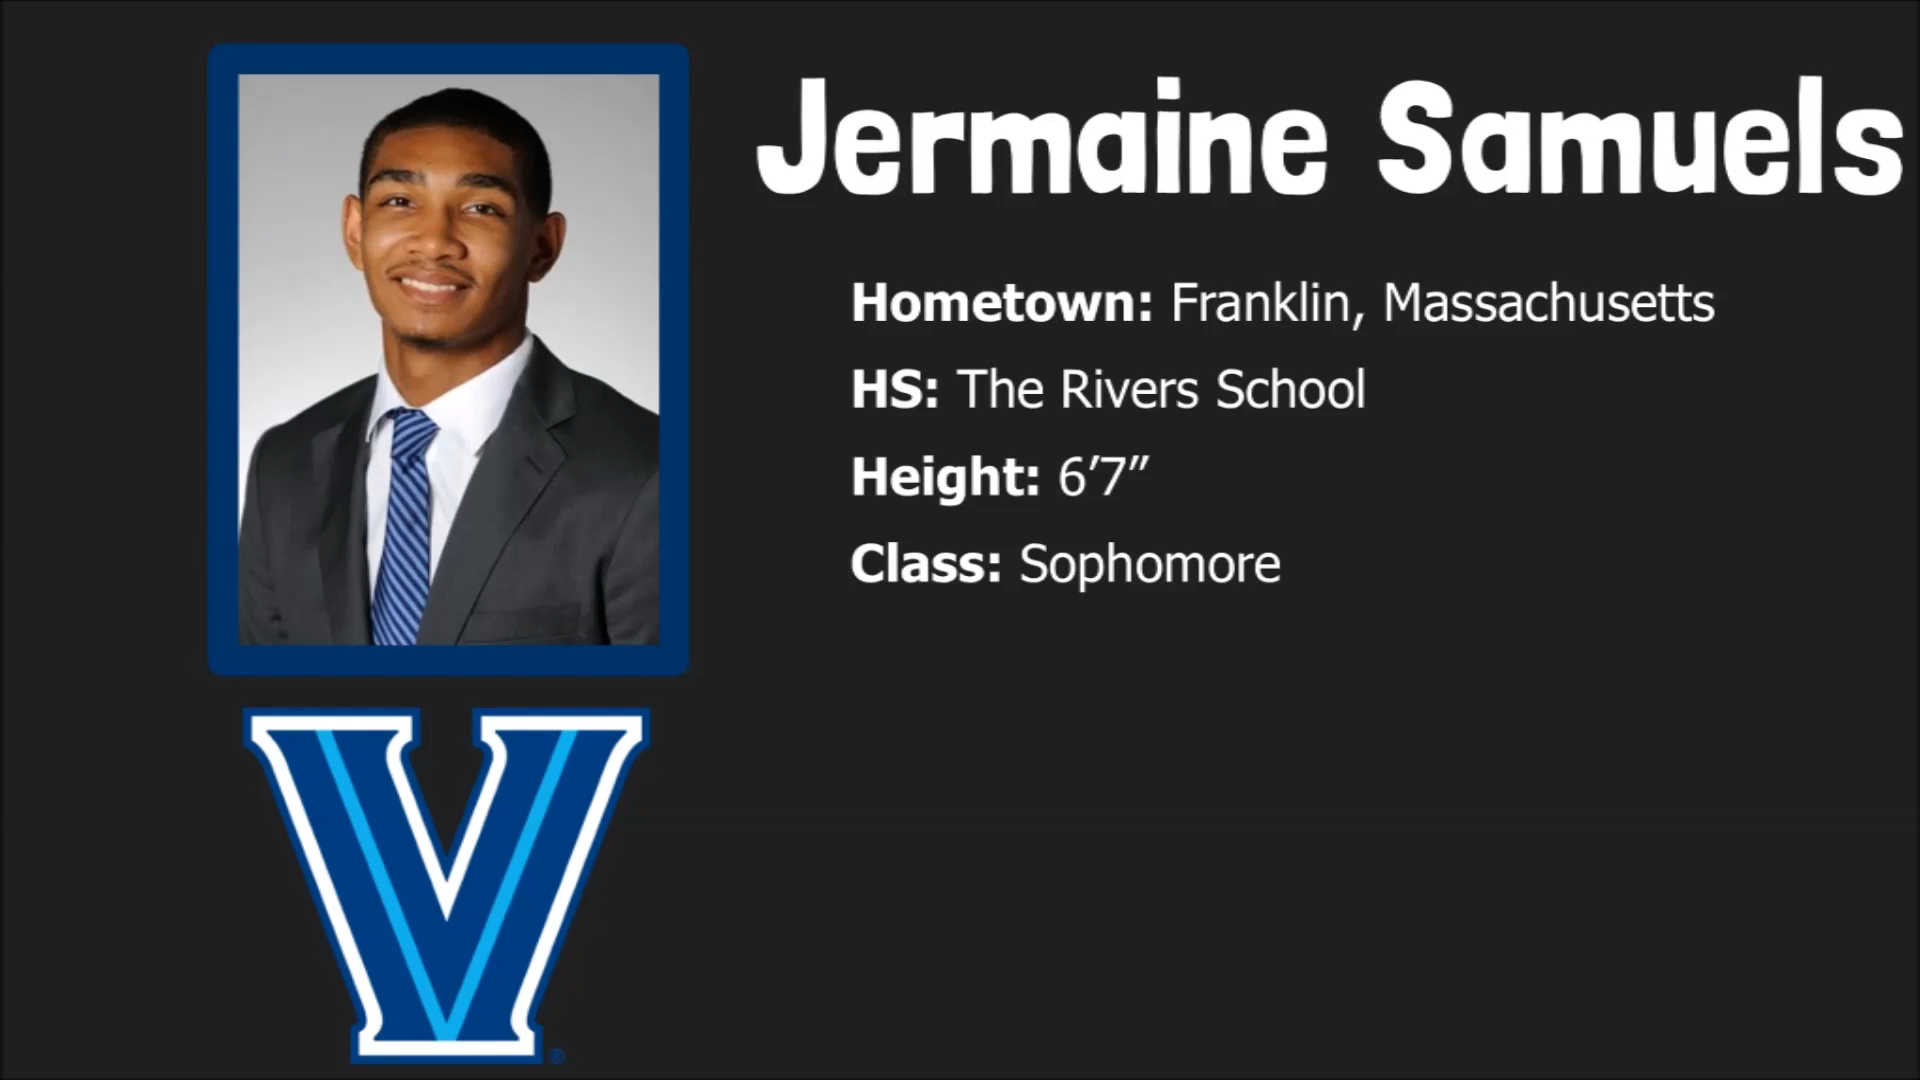 Jermaine Samuels
Hometown: Franklin, Massachusetts
HS: The Rivers School
Height: 6’7”
Class: Sophomore
V
®